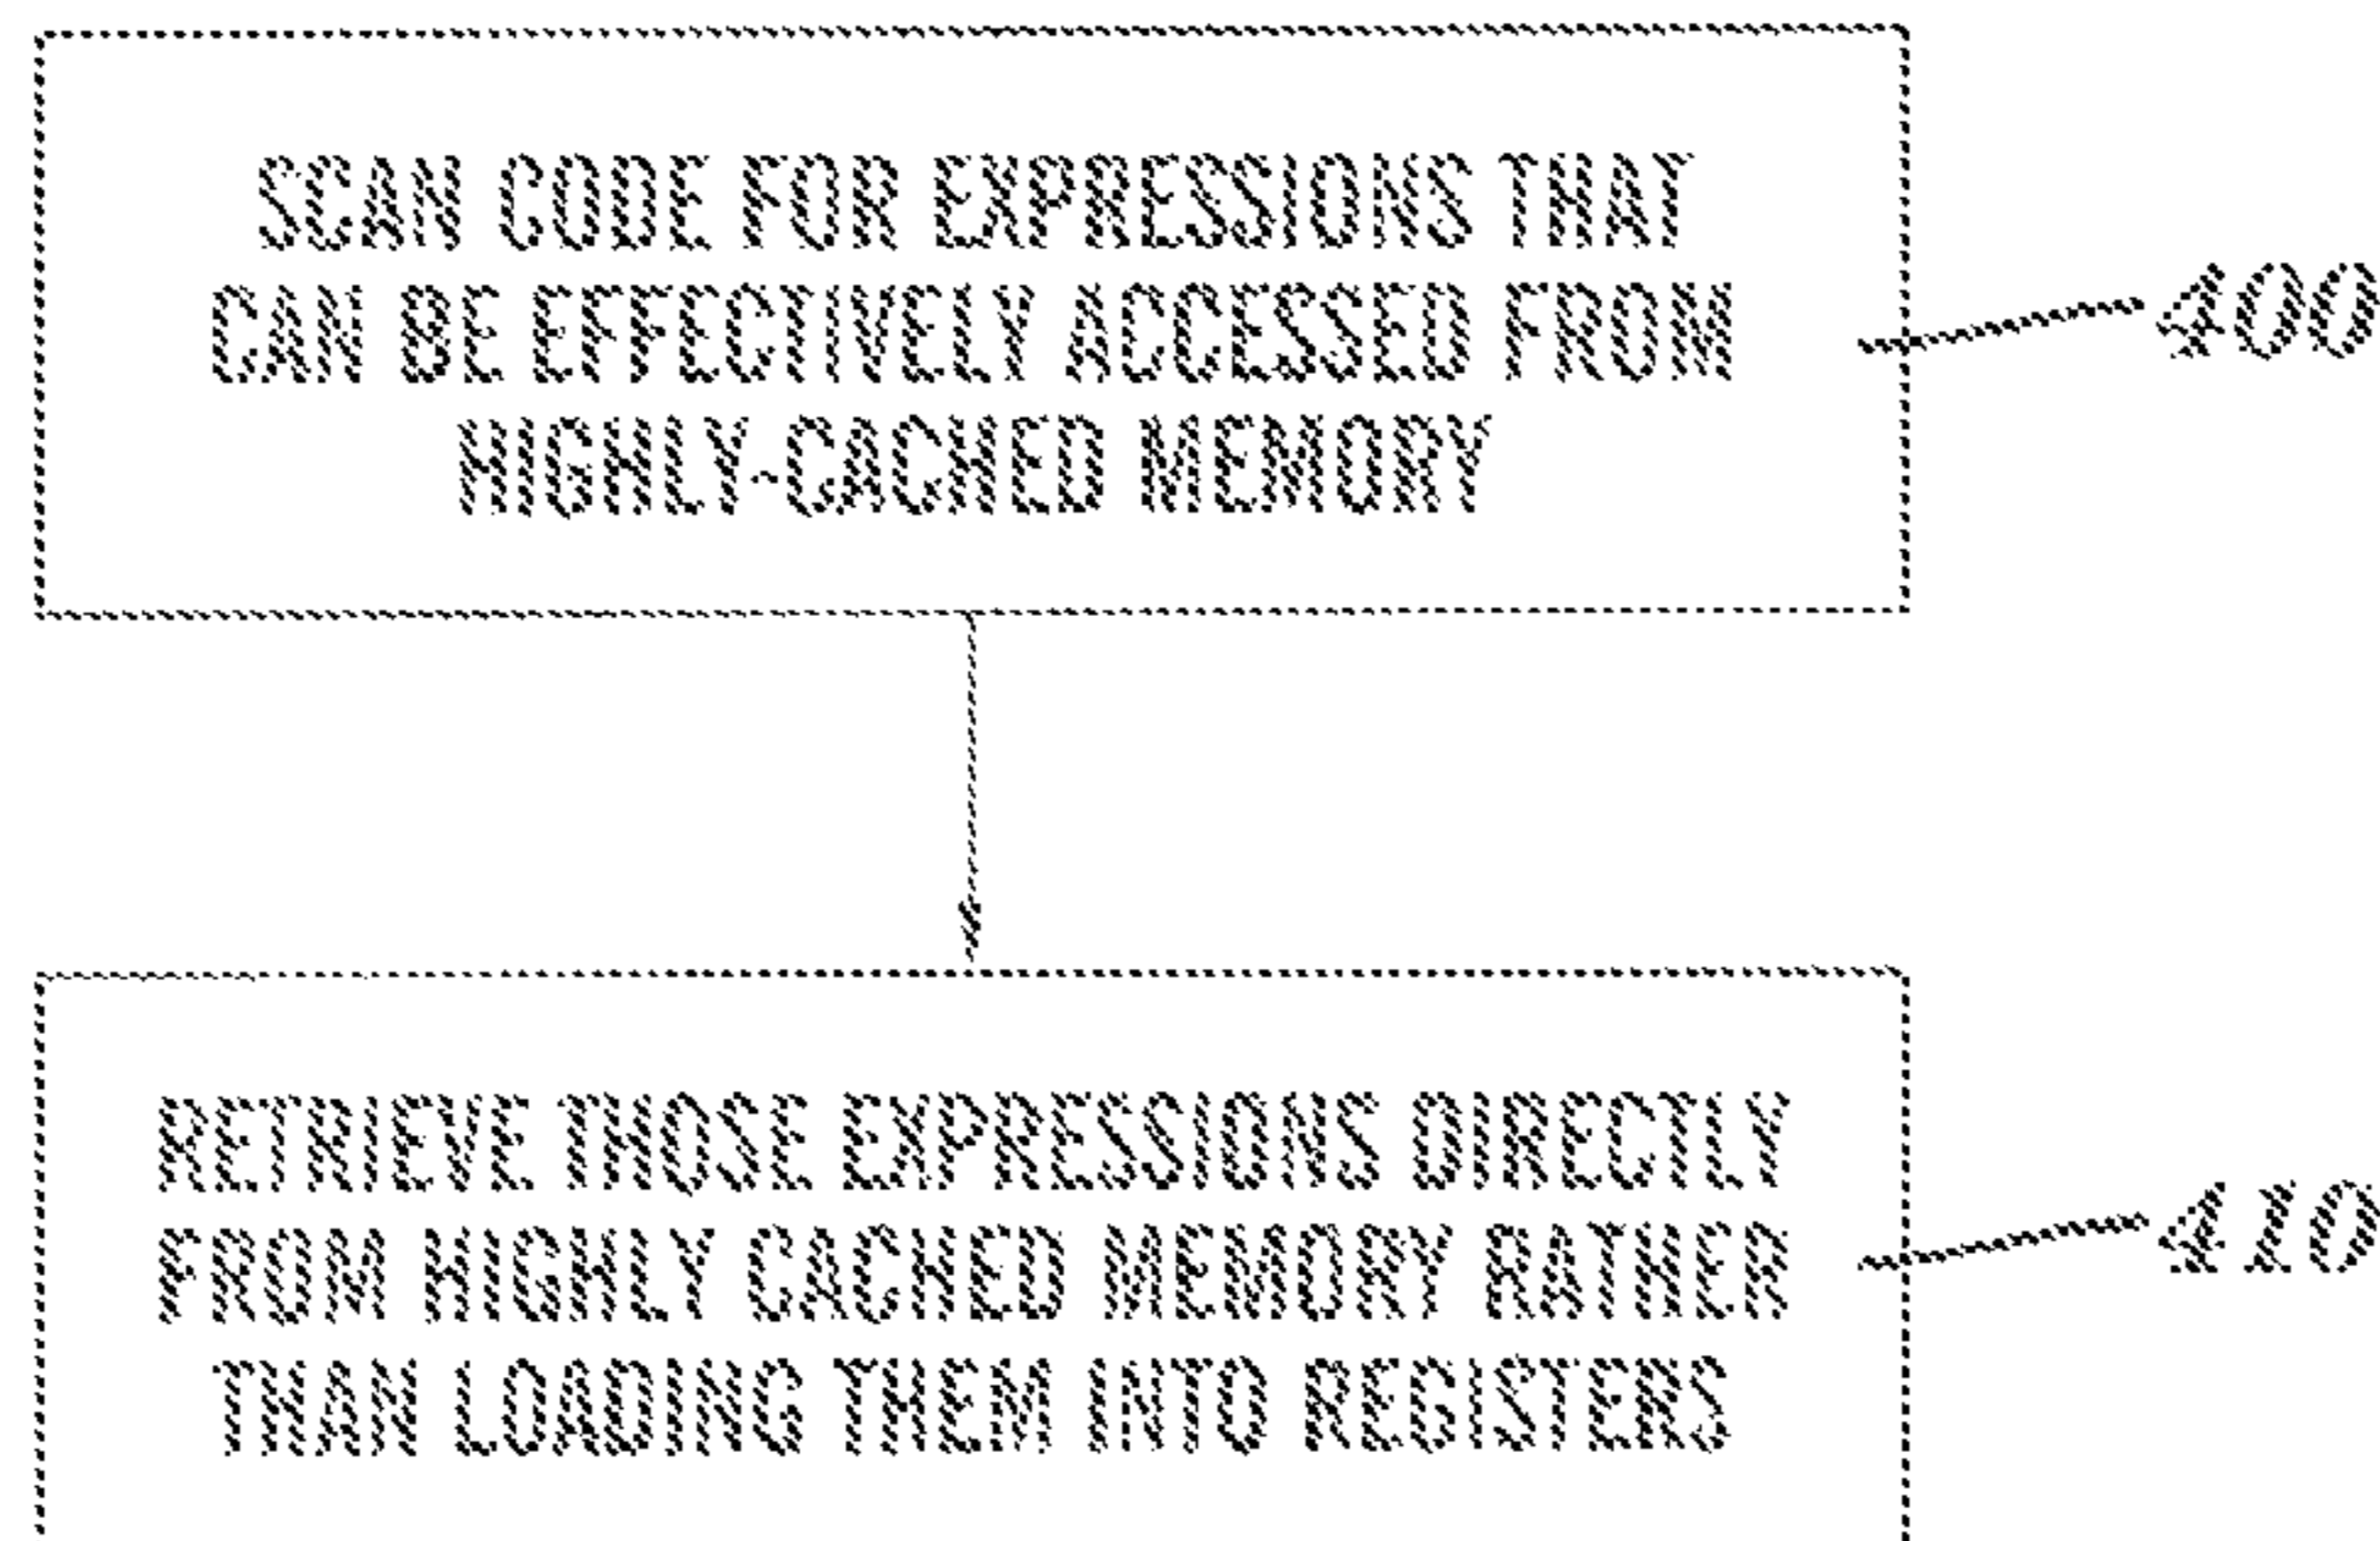 SCAN CODE FOR EXPRESSIONS THAT
CAN BE EFFECTIVELY ACCESSED FROM
HIGHLY-CACHED MEMORY
400
RETRIEVE THOSE EXPRESSIONS DIRECTLY
FROM HIGHLY CACHED MEMORY RATHER
THAN LOADING THEM INTO REGISTERS
410